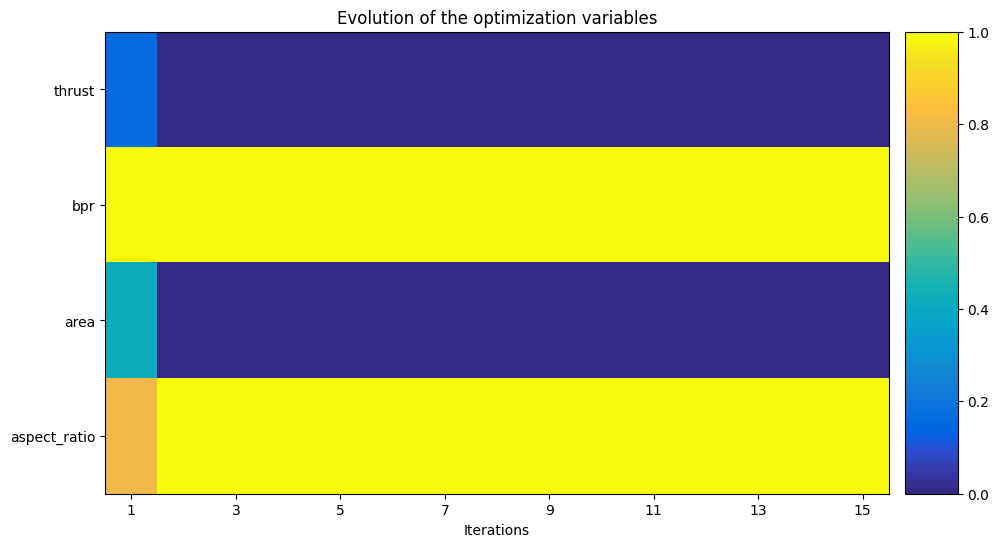 Evolution of the optimization variables
thrust
bpr
area
aspect_ratio
1 3 5 7 9 11 13 15
Iterations
1.0
0.8
0.6
0.4
0.2
0.0